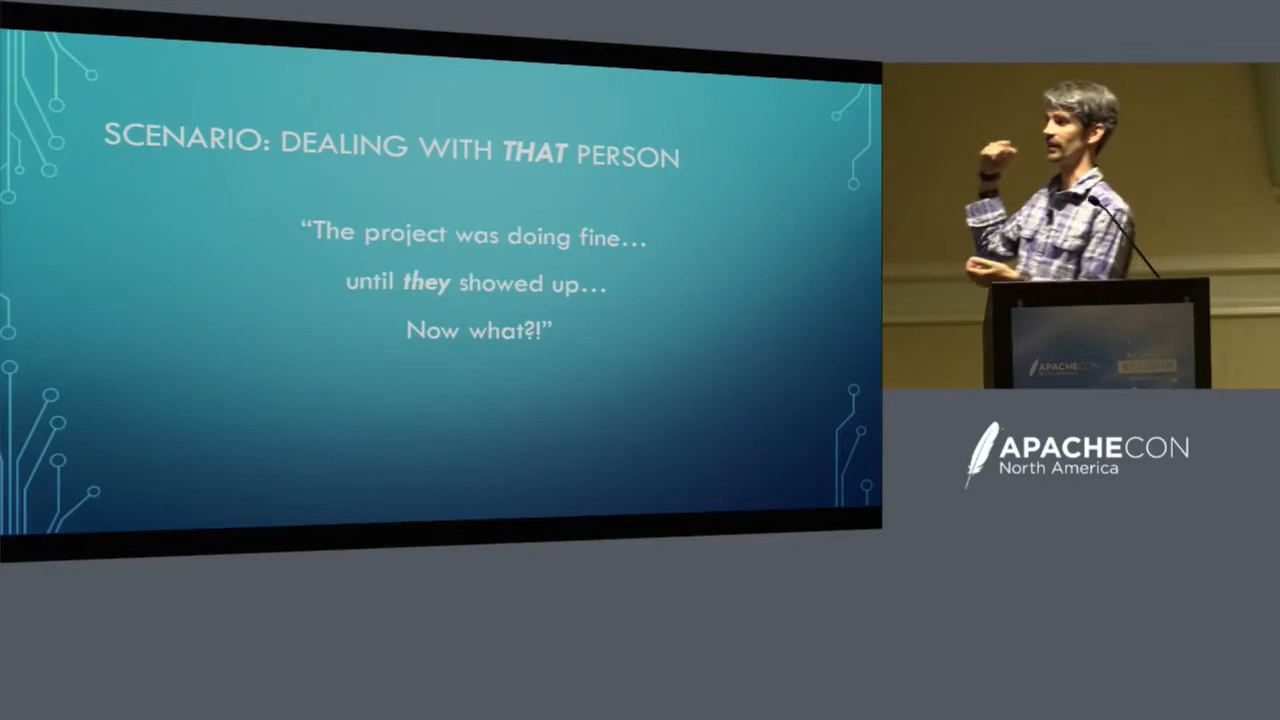 SCENARIO: DEALING WITH THAT PERSON
“The project was doing fine…
until they showed up…
Now what?!”
APACHECON
APACHECON
North America